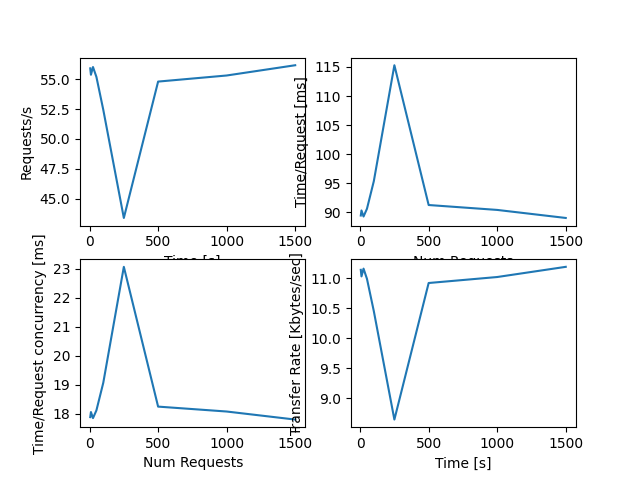 Requests/s
55.0
52.5
50.0
47.5
45.0
0 500 1000 1500
Time [s]
Time/Request [ms]
115
110
105
100
95
90
0 500 1000 1500
Num Requests
Time/Request concurrency [ms]
23
22
21
20
19
18
0 500 1000 1500
Num Requests
Transfer Rate [Kbytes/sec]
11.0
10.5
10.0
9.5
9.0
0 500 1000 1500
Time [s]